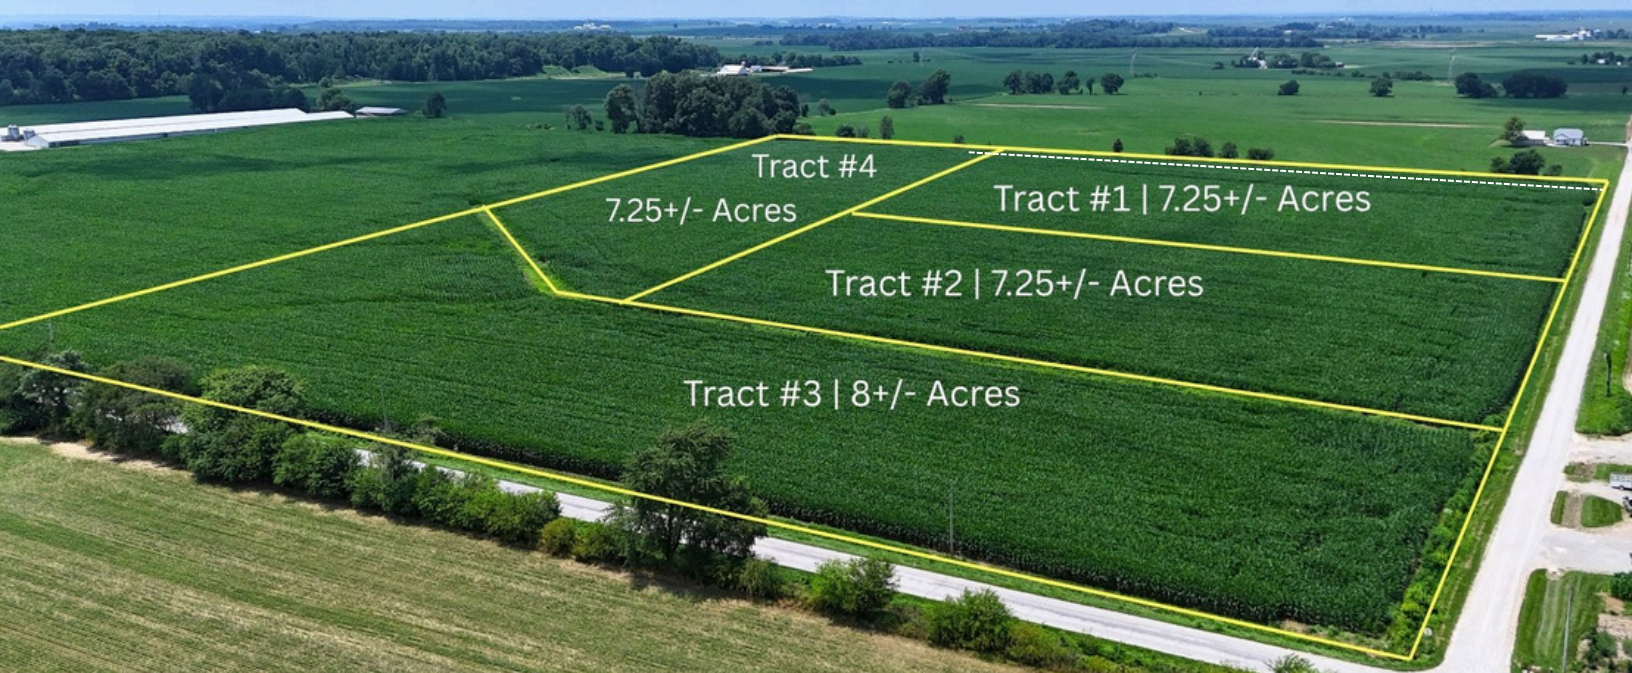 Tract #4
7.25+/- Acres
Tract #1 | 7.25+/- Acres
Tract #2 | 7.25+/- Acres
Tract #3 | 8+/- Acres